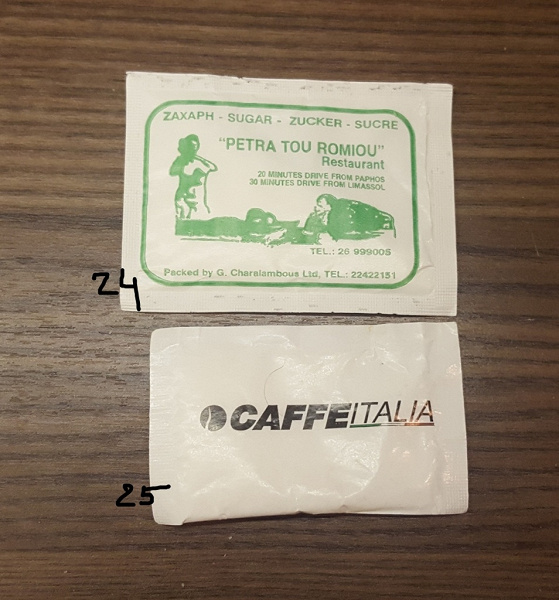 ZAXAPH - SUGAR - ZUCKER - SUCRE
"PETRA TOU ROMIOU"
Restaurant
20 MINUTES DRIVE FROM PAPHOS
30 MINUTES DRIVE FROM LIMASSOL
TEL.: 26 999005
Packed by G. Charalambous Ltd, TEL.: 22422151
24
CAFFEITALIA
25